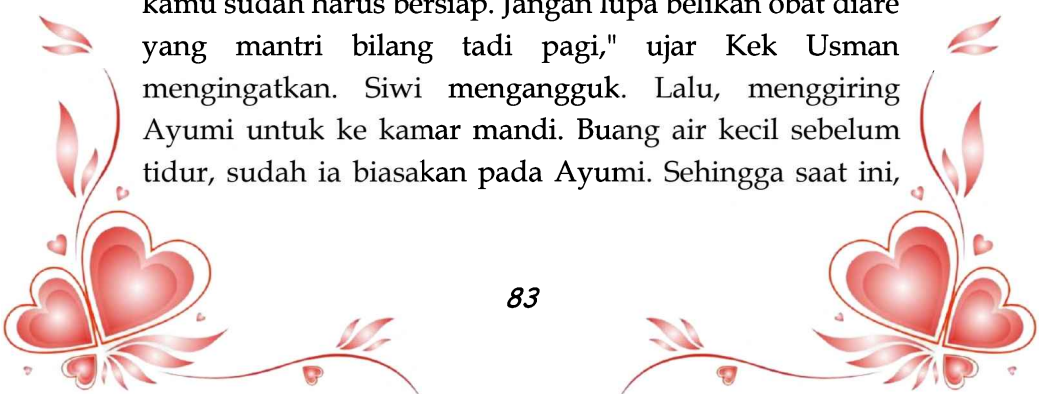 kamu sudah harus bersiap. Jangan lupa belikan obat diare
yang mantri bilang tadi pagi," ujar Kek Usman
mengingatkan. Siwi mengangguk. Lalu, menggiring
Ayumi untuk ke kamar mandi. Buang air kecil sebelum
tidur, sudah ia biasakan pada Ayumi. Sehingga saat ini,
83